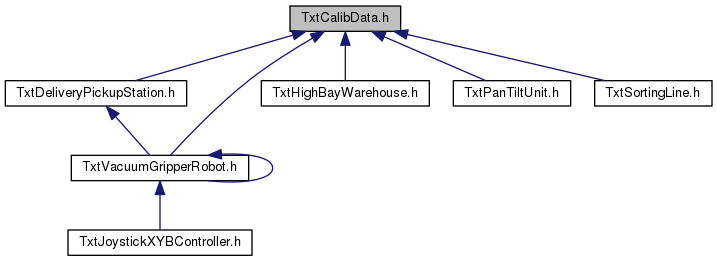 TxtCalibData.h
TxtDeliveryPickupStation.h
TxtHighBayWarehouse.h
TxtPanTiltUnit.h
TxtSortingLine.h
TxtVacuumGripperRobot.h
TxtJoystickXYBController.h